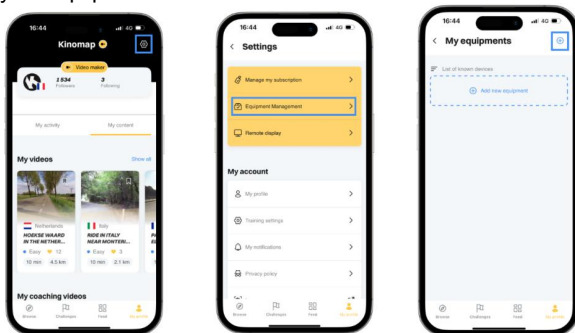 16:44
4G
Kinomap
Video maker
1 534
Followers
3
Following
My activity
My content
My videos
Show all
Netherlands
HOEKSE WAARD
IN THE NETHER...
Easy 12
10 min 4.5 km
Italy
RIDE IN ITALY
NEAR MONTERI...
Easy 3
10 min 2.1 km
My coaching videos
Browse
Challenges
Feed
My profile
16:44
4G
Settings
Manage my subscription
Equipment Management
Remote display
My account
My profile
Training settings
My notifications
Privacy policy
Browse
Challenges
Feed
My profile
16:44
4G
My equipments
List of known devices
Add new equipment
Browse
Challenges
Feed
My profile